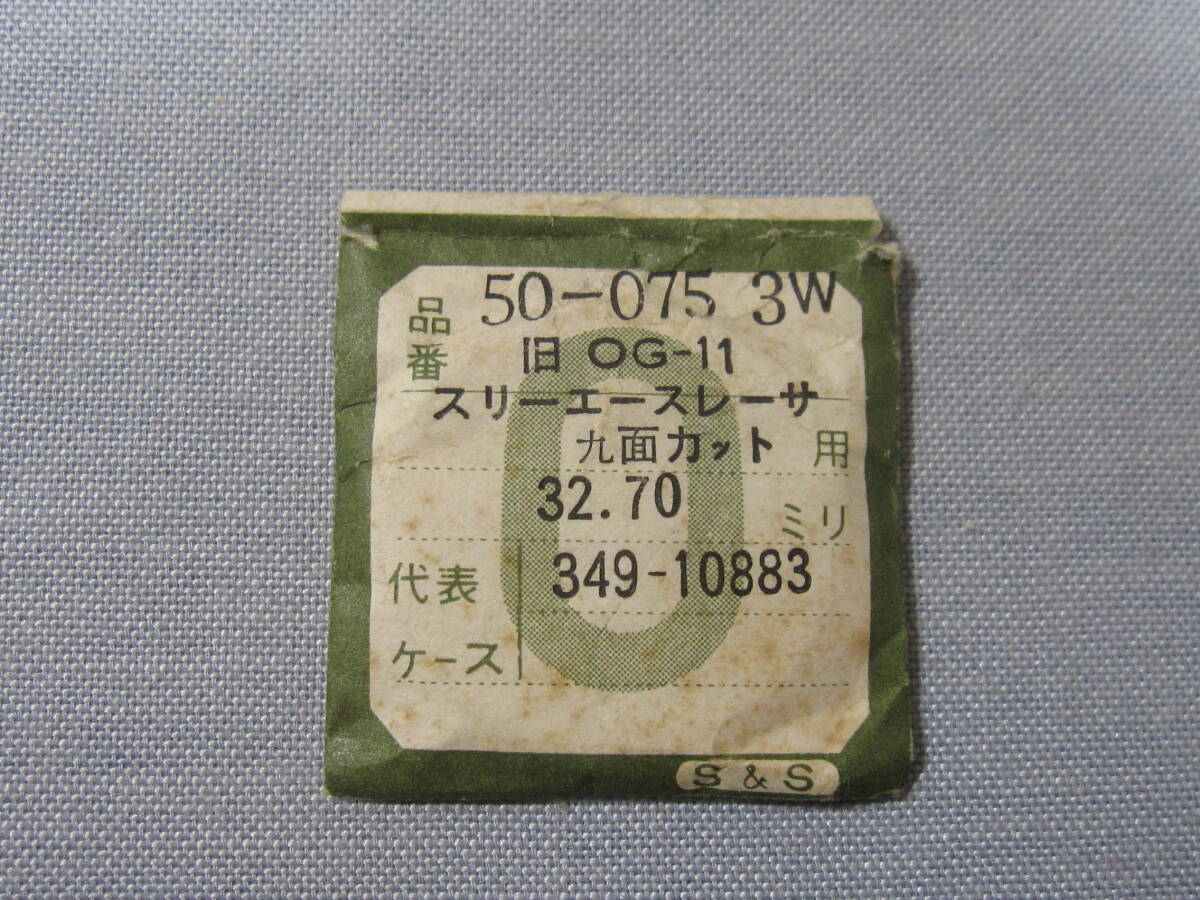 品番 50-075 3W
旧 OG-11
スリーエースレーサ
九面カット 用
32.70 ミリ
代表 349-10883
ケース
S & S